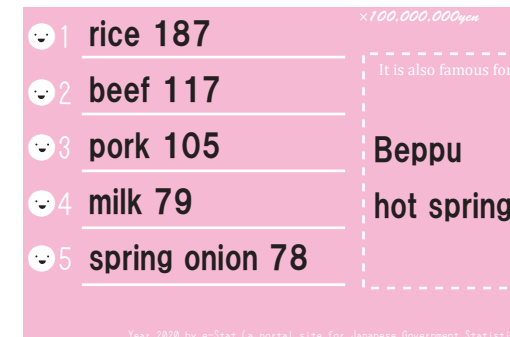 ×100,000,000yen
1 rice 187
2 beef 117
3 pork 105
4 milk 79
5 spring onion 78
It is also famous for
Beppu
hot spring
Year 2020 by e-Stat (a portal site for Japanese Government Statisti